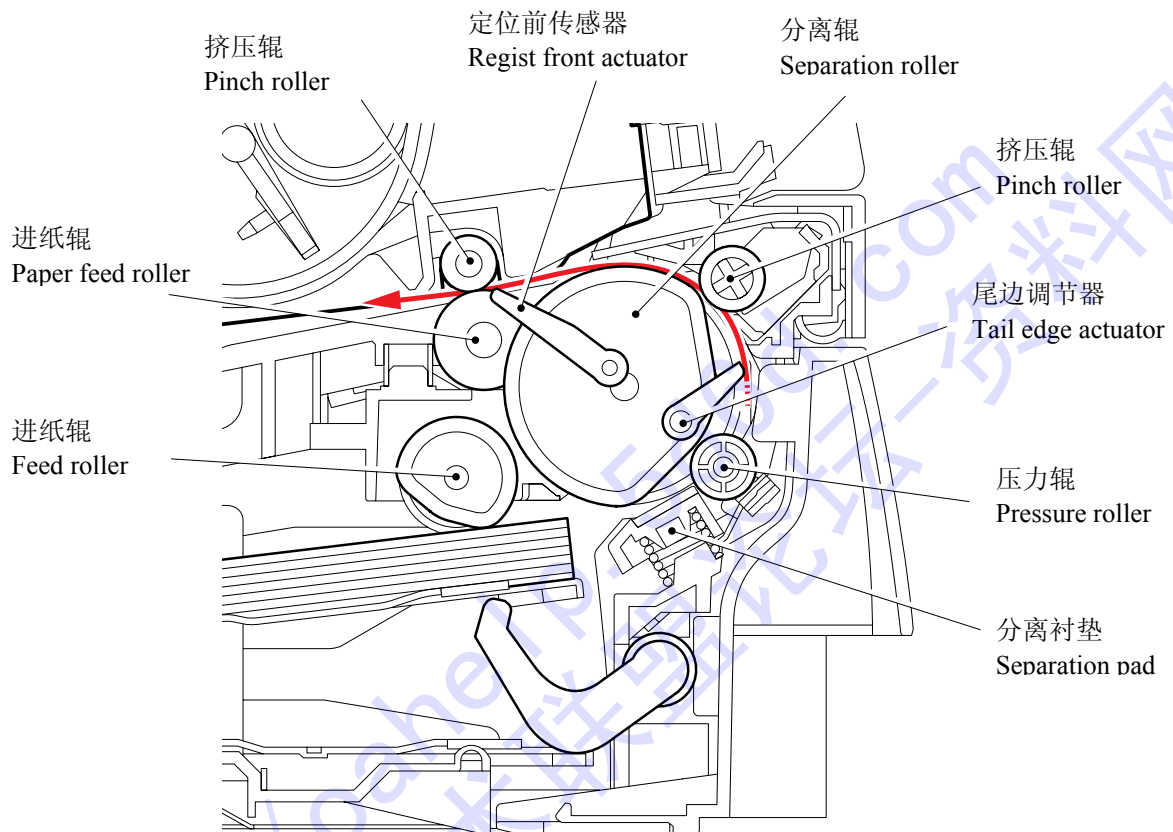 挤压辊
Pinch roller
定位前传感器
Regist front actuator
分离辊
Separation roller
挤压辊
Pinch roller
进纸辊
Paper feed roller
尾边调节器
Tail edge actuator
进纸辊
Feed roller
压力辊
Pressure roller
分离衬垫
Separation pad